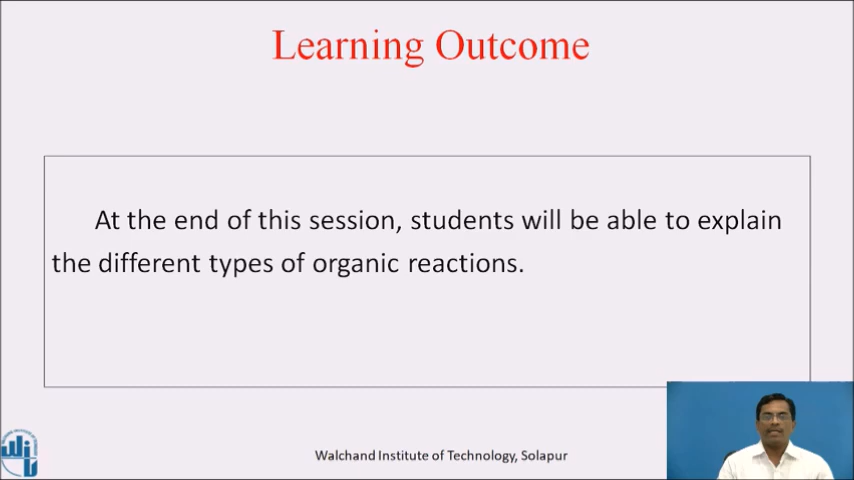 Learning Outcome
At the end of this session, students will be able to explain
the different types of organic reactions.
Walchand Institute of Technology, Solapur